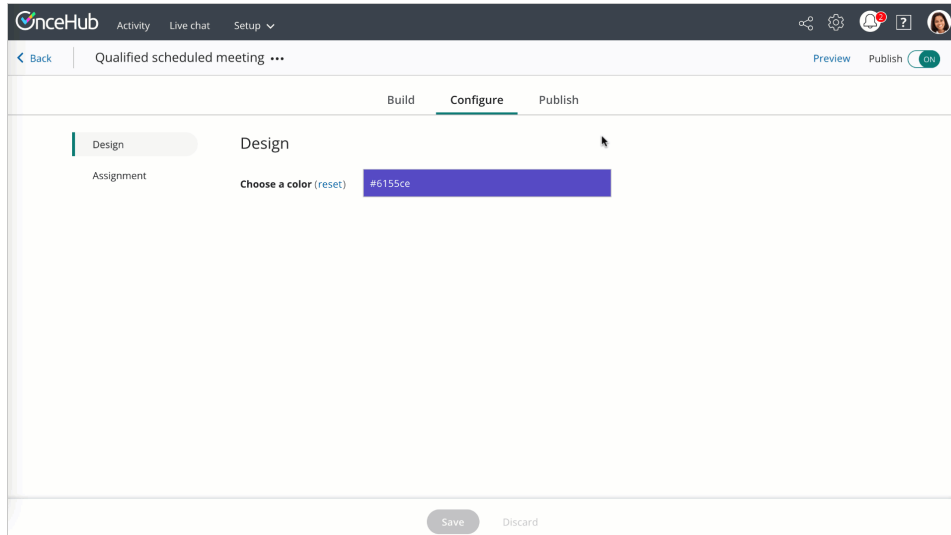 OnceHub Activity Live chat Setup 2 ?
Back Qualified scheduled meeting ••• Preview Publish ON
Build Configure Publish
Design
Assignment
Design
Choose a color (reset) #6155ce
Save Discard